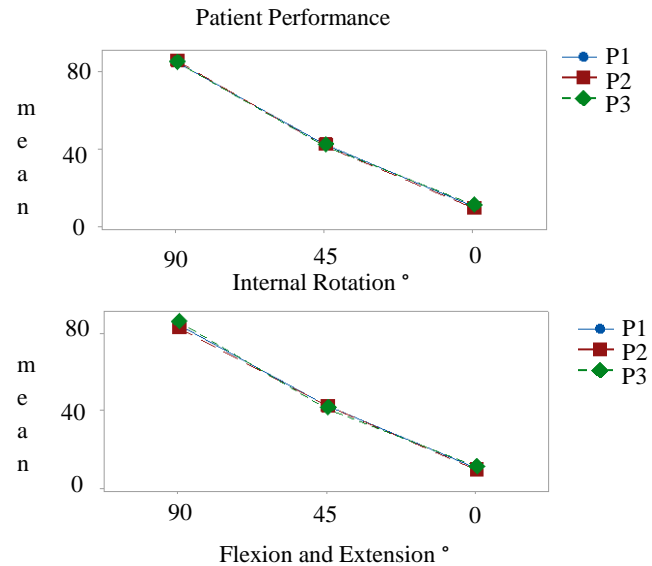 Patient Performance
80
40
0
m
e
a
n
90 45 0
Internal Rotation °
P1
P2
P3
80
40
0
m
e
a
n
90 45 0
Flexion and Extension °
P1
P2
P3